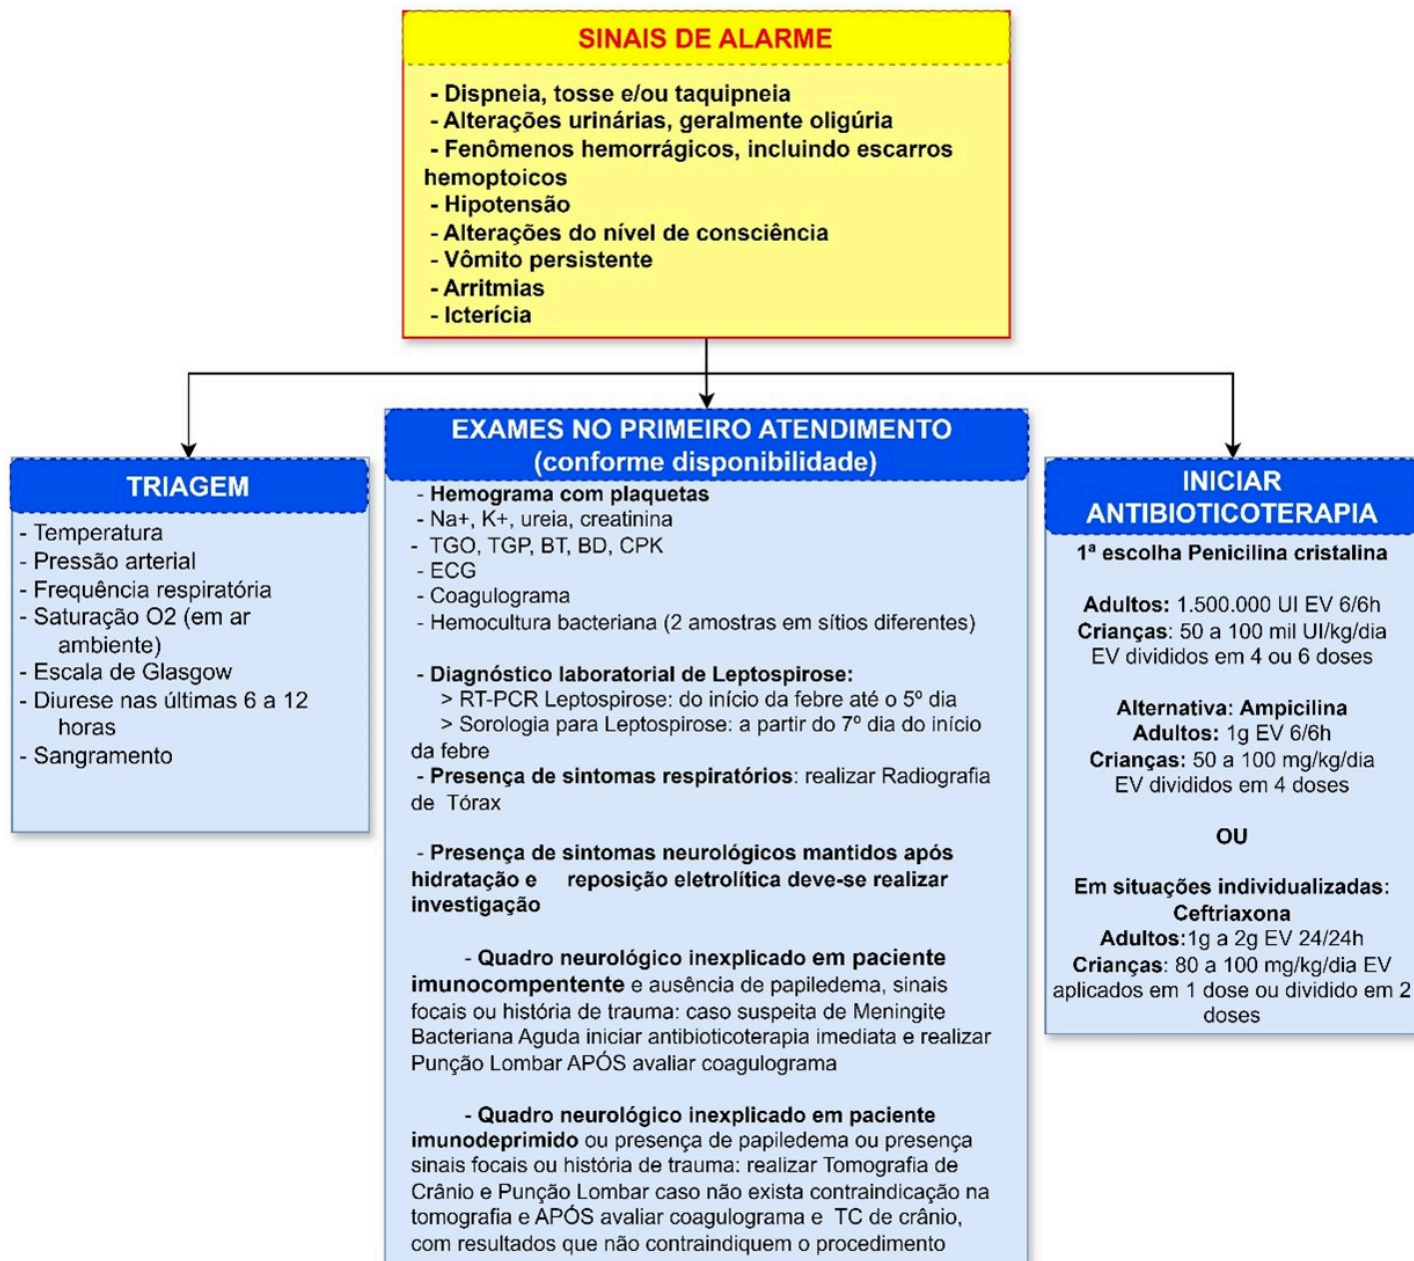 SINAIS DE ALARME
- Dispneia, tosse e/ou taquipneia
- Alterações urinárias, geralmente oligúria
- Fenômenos hemorrágicos, incluindo escarros
hemoptoicos
- Hipotensão
- Alterações do nível de consciência
- Vômito persistente
- Arritmias
- Icterícia
TRIAGEM
- Temperatura
- Pressão arterial
- Frequência respiratória
- Saturação O2 (em ar
ambiente)
- Escala de Glasgow
- Diurese nas últimas 6 a 12
horas
- Sangramento
EXAMES NO PRIMEIRO ATENDIMENTO
(conforme disponibilidade)
- Hemograma com plaquetas
- Na+, K+, ureia, creatinina
- TGO, TGP, BT, BD, CPK
- ECG
- Coagulograma
- Hemocultura bacteriana (2 amostras em sítios diferentes)
- Diagnóstico laboratorial de Leptospirose:
> RT-PCR Leptospirose: do início da febre até o 5º dia
> Sorologia para Leptospirose: a partir do 7º dia do início
da febre
- Presença de sintomas respiratórios: realizar Radiografia
de Tórax
- Presença de sintomas neurológicos mantidos após
hidratação e reposição eletrolítica deve-se realizar
investigação
- Quadro neurológico inexplicado em paciente
imunocompentente e ausência de papiledema, sinais
focais ou história de trauma: caso suspeita de Meningite
Bacteriana Aguda iniciar antibioticoterapia imediata e realizar
Punção Lombar APÓS avaliar coagulograma
- Quadro neurológico inexplicado em paciente
imunodeprimido ou presença de papiledema ou presença
sinais focais ou história de trauma: realizar Tomografia de
Crânio e Punção Lombar caso não exista contraindicação na
tomografia e APÓS avaliar coagulograma e TC de crânio,
com resultados que não contraindiquem o procedimento
INICIAR
ANTIBIOTICOTERAPIA
1ª escolha Penicilina cristalina
Adultos: 1.500.000 UI EV 6/6h
Crianças: 50 a 100 mil UI/kg/dia
EV divididos em 4 ou 6 doses
Alternativa: Ampicilina
Adultos: 1g EV 6/6h
Crianças: 50 a 100 mg/kg/dia
EV divididos em 4 doses
OU
Em situações individualizadas:
Ceftriaxona
Adultos:1g a 2g EV 24/24h
Crianças: 80 a 100 mg/kg/dia EV
aplicados em 1 dose ou dividido em 2
doses